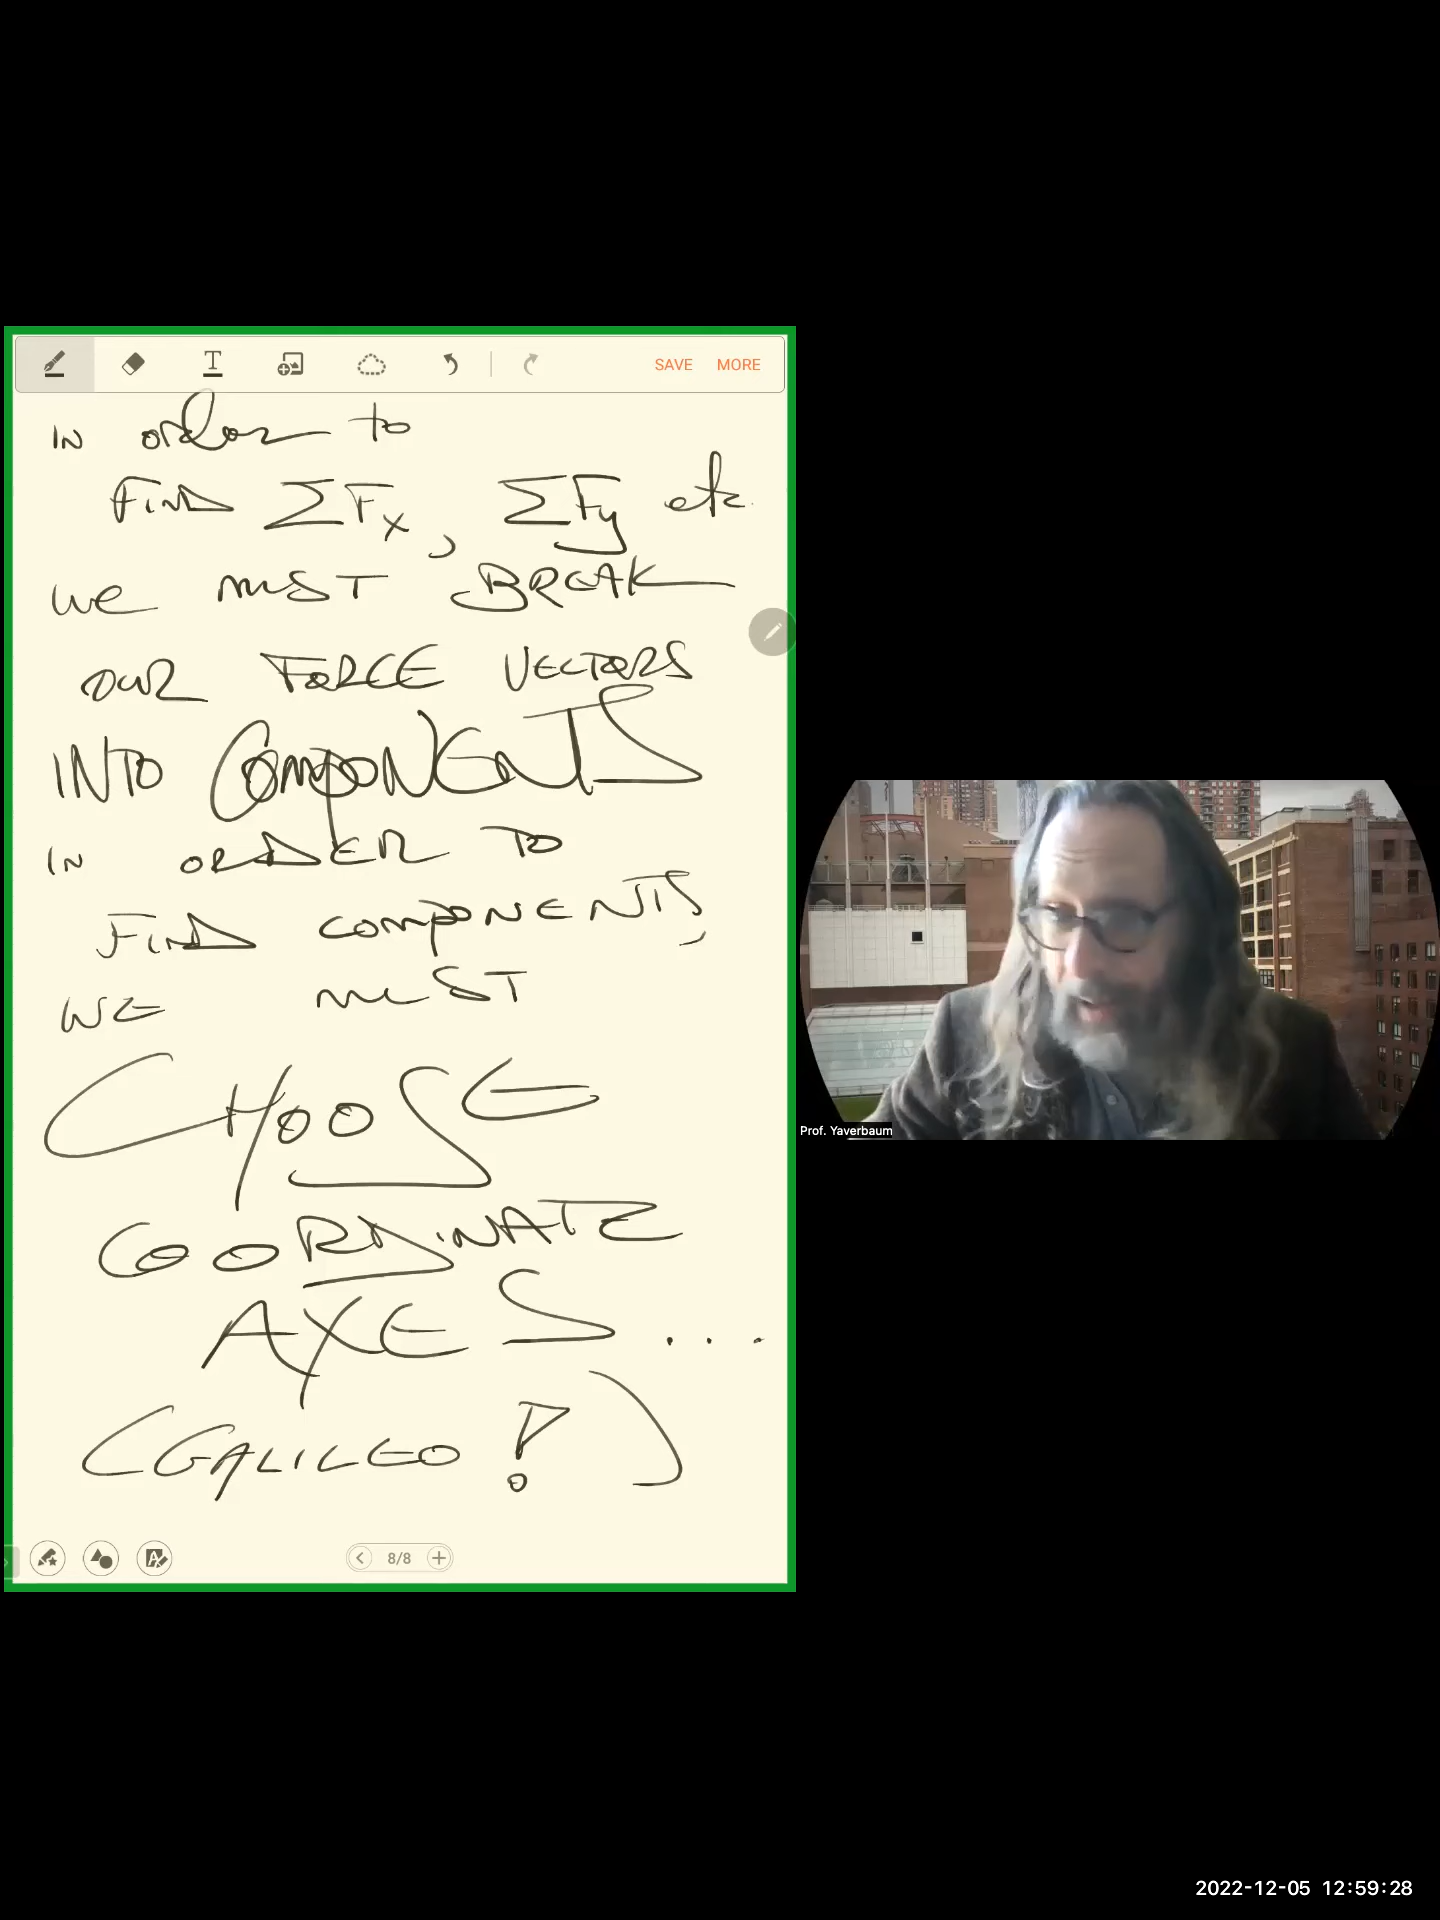 SAVE MORE
in order to
FIND ΣFx, ΣFy etc
WE MUST BREAK
OUR FORCE VECTORS
INTO COMPONENTS
IN ORDER TO
FIND COMPONENTS,
WE MUST
CHOOSE
COORDINATE
AXES...
(GALILEO!)
8/8
Prof. Yaverbaum
2022-12-05 12:59:28